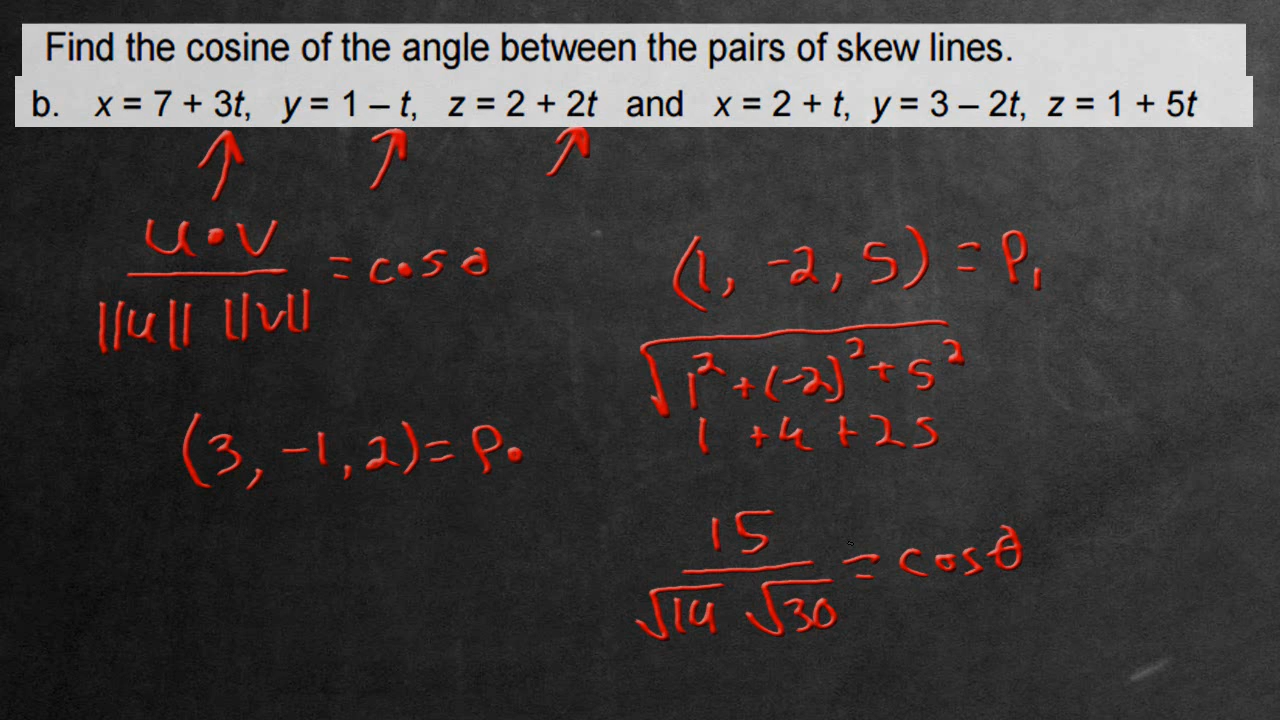 Find the cosine of the angle between the pairs of skew lines.
b. x = 7 + 3t, y = 1 – t, z = 2 + 2t and x = 2 + t, y = 3 – 2t, z = 1 + 5t
u • v / ||u|| ||v|| = cos θ
(3, -1, 2) = P₀
(1, -2, 5) = P₁
√(1² + (-2)² + 5²)
1 + 4 + 25
15 / √14 √30 = cos θ